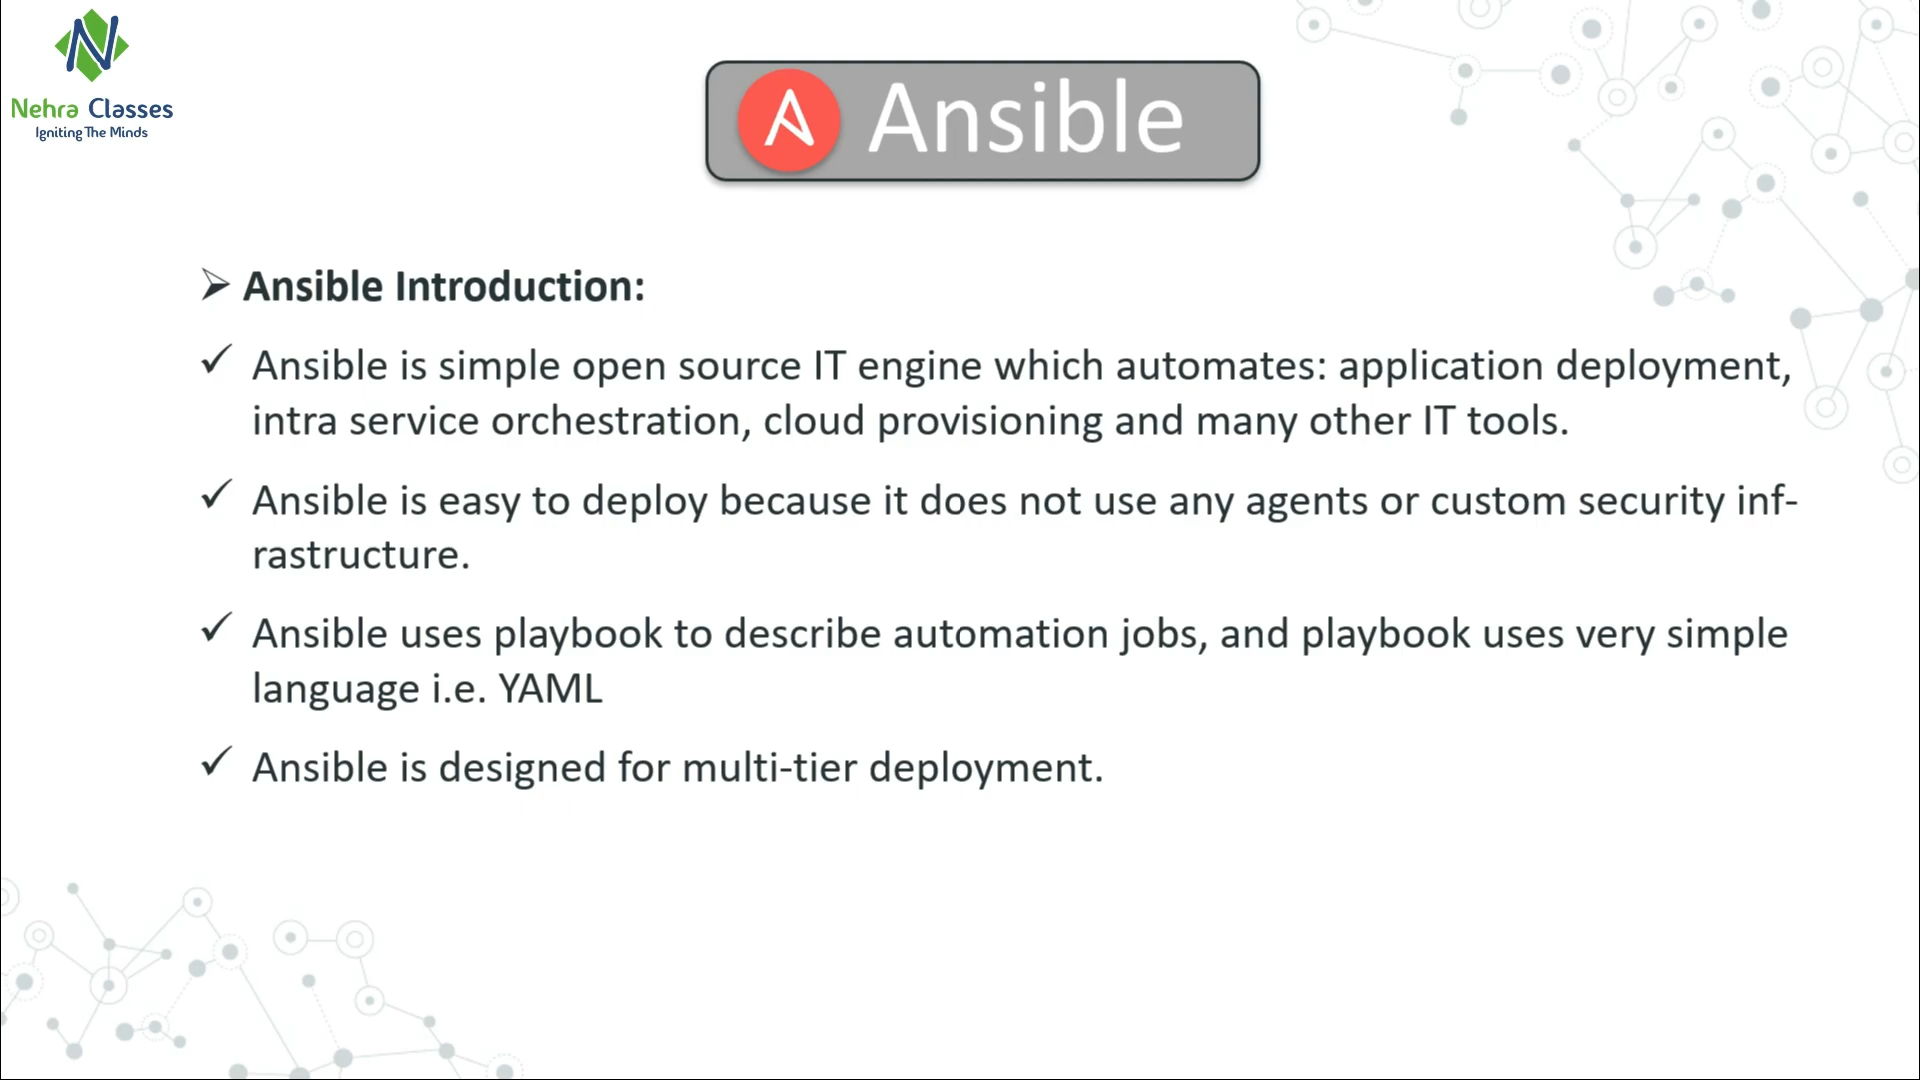 Nehra Classes
Igniting The Minds
Ansible
➢ Ansible Introduction:
✓ Ansible is simple open source IT engine which automates: application deployment,
intra service orchestration, cloud provisioning and many other IT tools.
✓ Ansible is easy to deploy because it does not use any agents or custom security inf-
rastructure.
✓ Ansible uses playbook to describe automation jobs, and playbook uses very simple
language i.e. YAML
✓ Ansible is designed for multi-tier deployment.